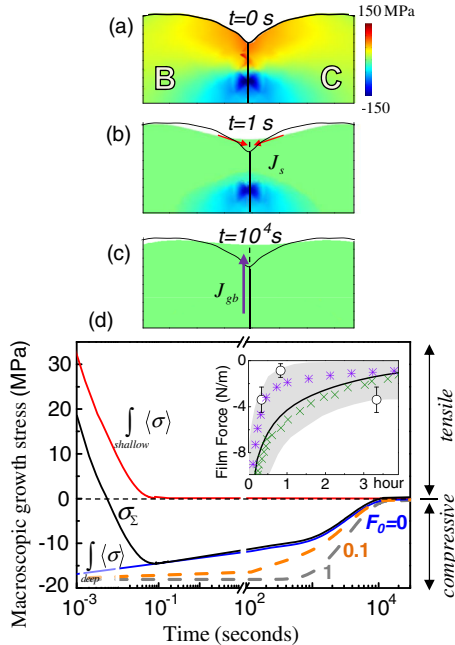 (a)
t=0 s
150 MPa
-150
B
C
(b)
t=1 s
J_s
(c)
t=10^4 s
J_gb
(d)
Macroscopic growth stress (MPa)
30
20
10
0
-10
-20
∫ ⟨σ⟩
shallow
σ_Σ
∫ ⟨σ⟩
deep
Film Force (N/m)
0
-4
-8
0
1
2
3 hour
F_0=0
0.1
1
10^-3
10^-1
10^2
10^4
Time (seconds)
tensile
compressive